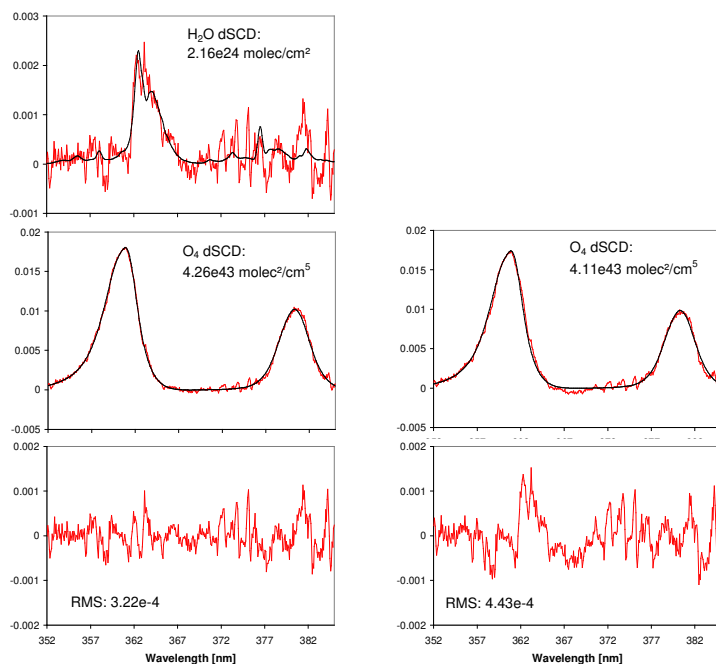 0.003
0.002
0.001
0
-0.001
H₂O dSCD:
2.16e24 molec/cm²
0.02
0.015
0.01
0.005
0
-0.005
O₄ dSCD:
4.26e43 molec²/cm⁵
0.02
0.015
0.01
0.005
0
-0.005
O₄ dSCD:
4.11e43 molec²/cm⁵
0.002
0.001
0
-0.001
-0.002
RMS: 3.22e-4
352 357 362 367 372 377 382
Wavelength [nm]
0.002
0.001
0
-0.001
-0.002
RMS: 4.43e-4
352 357 362 367 372 377 382
Wavelength [nm]